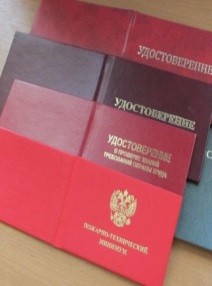 УДОСТОВЕРЕНИЕ
УДОСТОВЕРЕНИЕ
УДОСТОВЕРЕНИЕ
О ПРОВЕРКЕ ЗНАНИЙ
ТРЕБОВАНИЙ ОХРАНЫ ТРУДА
ПОЖАРНО-ТЕХНИЧЕСКИЙ
МИНИМУМ
С